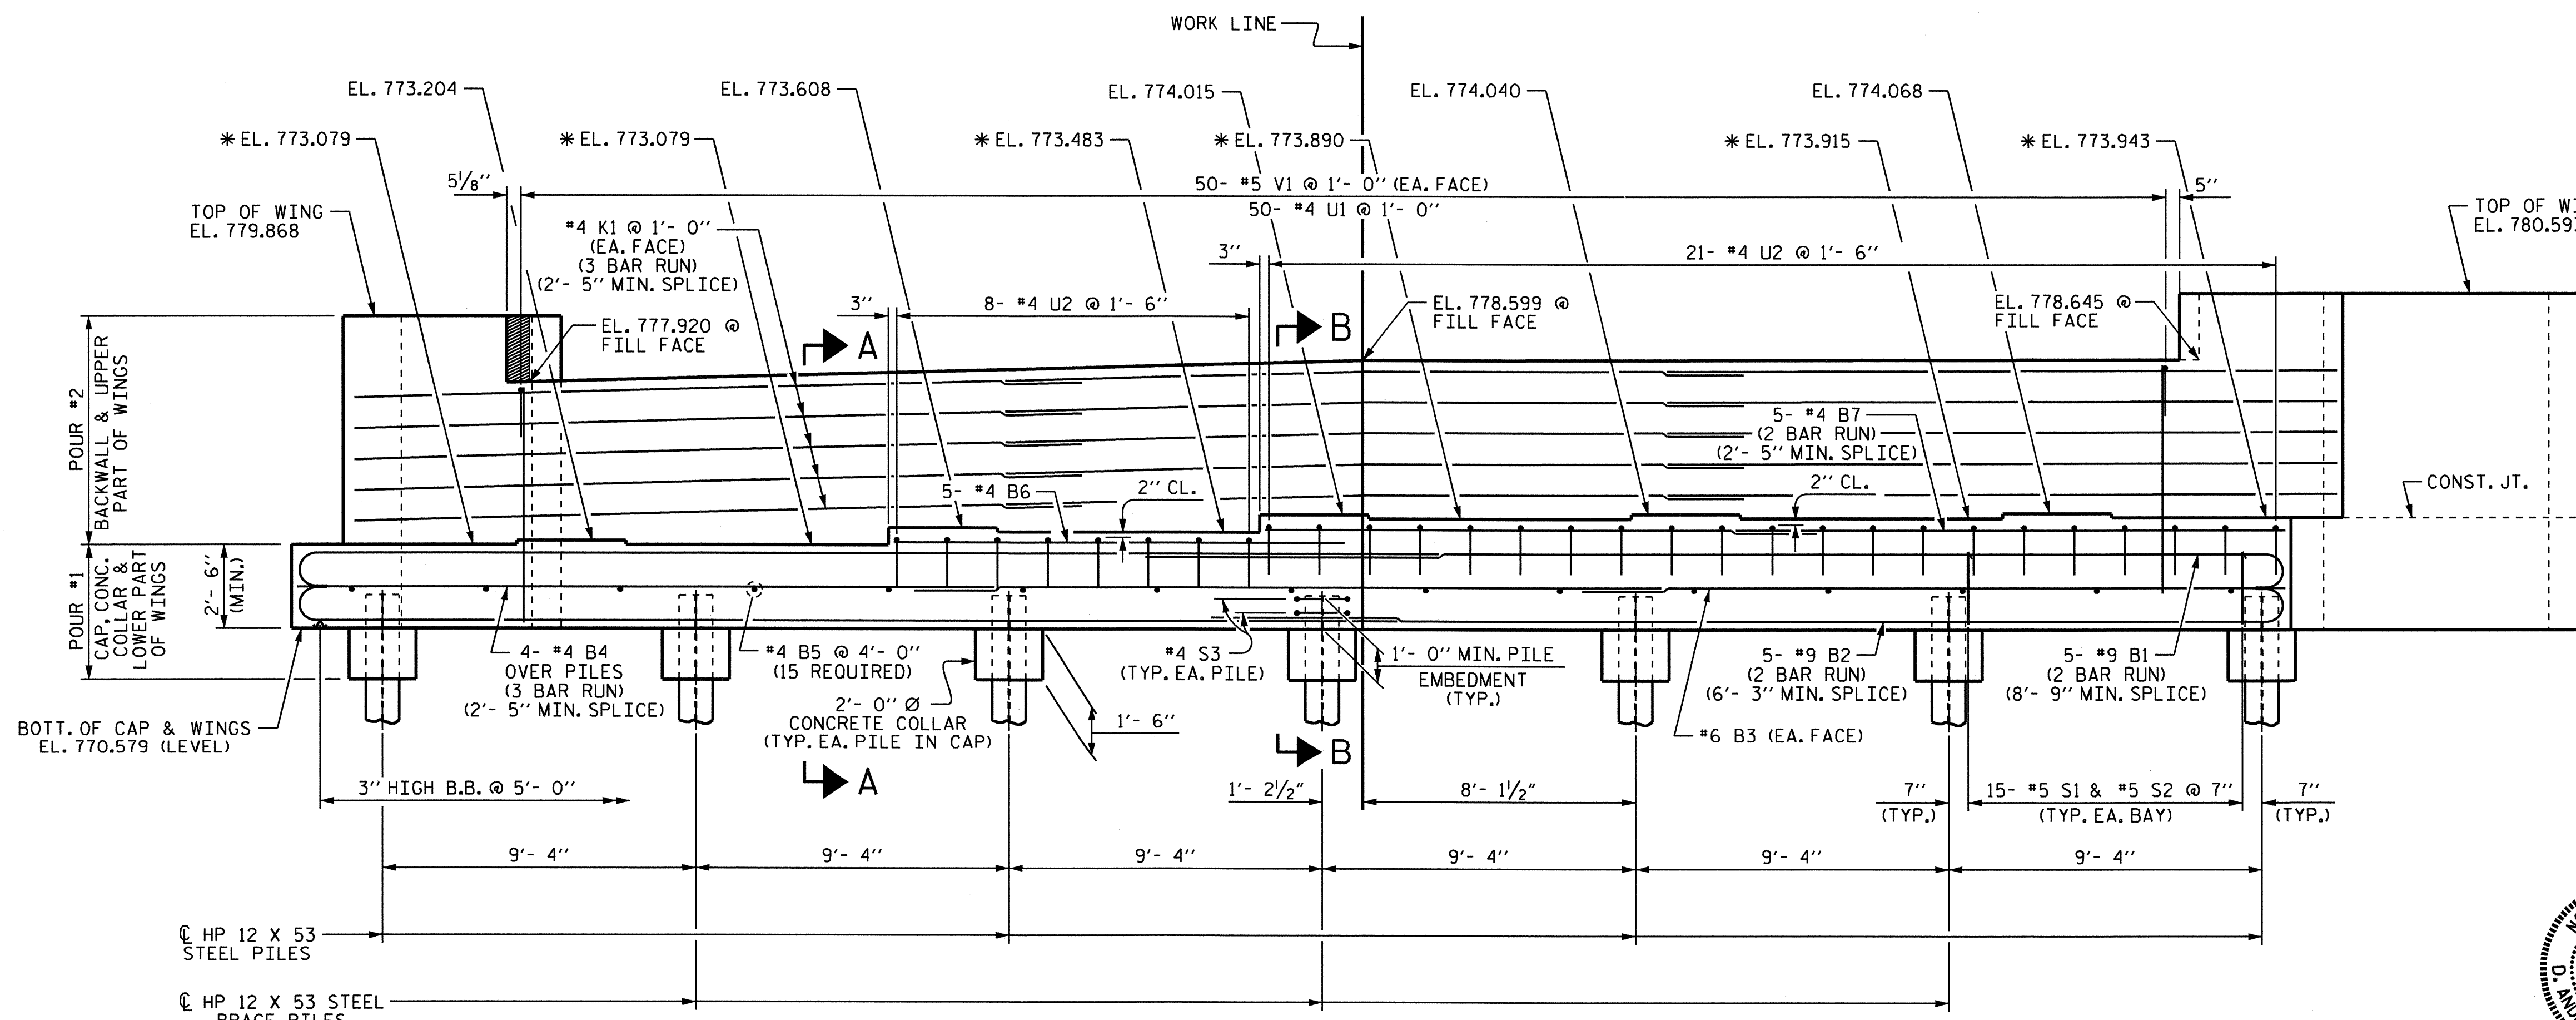 WORK LINE
EL. 773.204
EL. 773.608
EL. 774.015
EL. 774.040
EL. 774.068
*EL. 773.079
*EL. 773.079
*EL. 773.483
*EL. 773.890
*EL. 773.915
*EL. 773.943
5⅛''
50- #5 V1 @ 1'- 0'' (EA. FACE)
5''
50- #4 U1 @ 1'- 0''
TOP OF WING
EL. 779.868
#4 K1 @ 1'- 0''
(EA. FACE)
(3 BAR RUN)
(2'- 5'' MIN. SPLICE)
TOP OF
EL. 780.59
3''
21- #4 U2 @ 1'- 6''
3''
8- #4 U2 @ 1'- 6''
EL. 777.920 @
FILL FACE
A
B
EL. 778.599 @
FILL FACE
EL. 778.645 @
FILL FACE
POUR #2
BACKWALL & UPPER
PART OF WINGS
5- #4 B7
(2 BAR RUN)
(2'- 5'' MIN. SPLICE)
5- #4 B6
2'' CL.
2'' CL.
CONST. JT.
POUR #1
CAP, CONC.
COLLAR &
LOWER PART
OF WINGS
2'- 6''
(MIN.)
4- #4 B4
OVER PILES
(3 BAR RUN)
(2'- 5'' MIN. SPLICE)
#4 B5 @ 4'- 0''
(15 REQUIRED)
2'- 0'' Ø
CONCRETE COLLAR
(TYP. EA. PILE IN CAP)
1'- 6''
#4 S3
(TYP. EA. PILE)
1'- 0'' MIN. PILE
EMBEDMENT
(TYP.)
5- #9 B2
(2 BAR RUN)
(6'- 3'' MIN. SPLICE)
5- #9 B1
(2 BAR RUN)
(8'- 9'' MIN. SPLICE)
#6 B3 (EA. FACE)
BOTT. OF CAP & WINGS
EL. 770.579 (LEVEL)
A
B
3'' HIGH B.B. @ 5'- 0''
1'- 2½''
8'- 1½''
7''
(TYP.)
15- #5 S1 & #5 S2 @ 7''
(TYP. EA. BAY)
7''
(TYP.)
9'- 4''
9'- 4''
9'- 4''
9'- 4''
9'- 4''
9'- 4''
℄ HP 12 X 53
STEEL PILES
℄ HP 12 X 53 STEEL
BRACE PILES